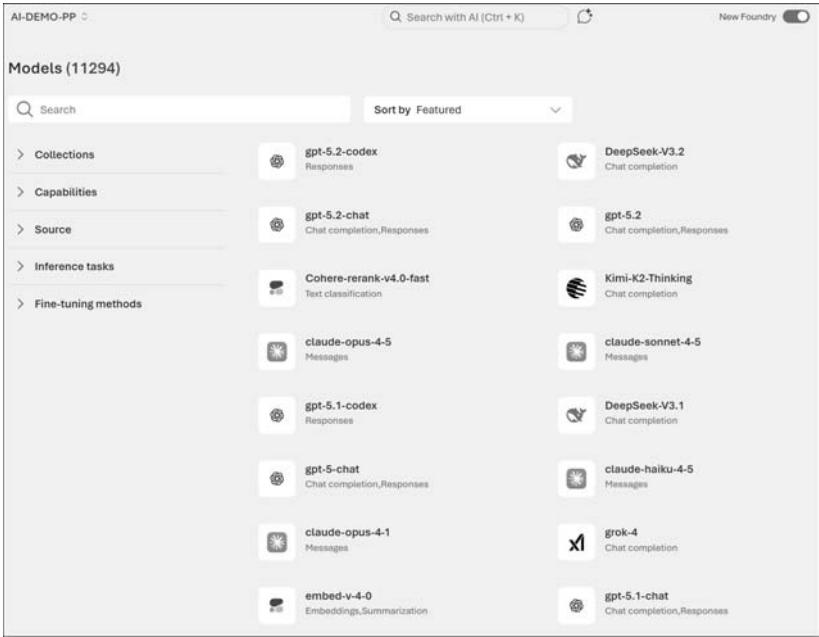 AI-DEMO-PP
Search with AI (Ctrl + K)
New Foundry
Models (11294)
Search
Sort by Featured
Collections
Capabilities
Source
Inference tasks
Fine-tuning methods
gpt-5.2-codex
Responses
DeepSeek-V3.2
Chat completion
gpt-5.2-chat
Chat completion,Responses
gpt-5.2
Chat completion,Responses
Cohere-rerank-v4.0-fast
Text classification
Kimi-K2-Thinking
Chat completion
claude-opus-4-5
Messages
claude-sonnet-4-5
Messages
gpt-5.1-codex
Responses
DeepSeek-V3.1
Chat completion
gpt-5-chat
Chat completion,Responses
claude-haiku-4-5
Messages
claude-opus-4-1
Messages
grok-4
Chat completion
embed-v-4-0
Embeddings,Summarization
gpt-5.1-chat
Chat completion,Responses